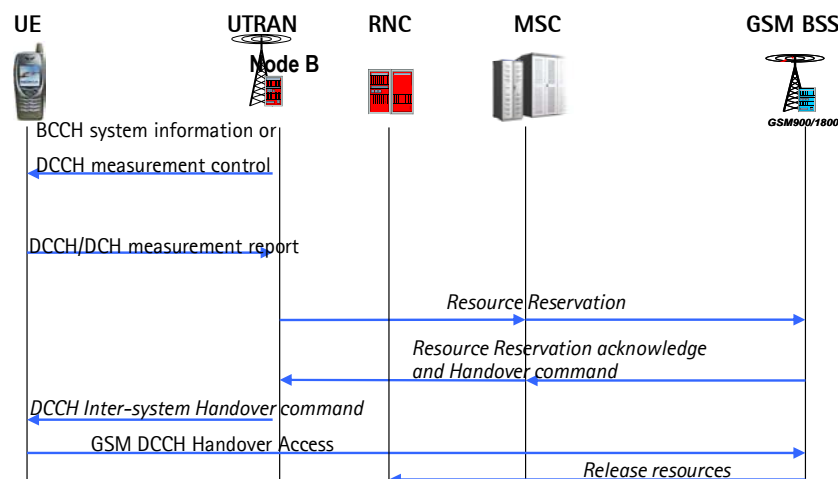 UE
UTRAN
RNC
MSC
GSM BSS
Node B
GSM900/1800
BCCH system information or
DCCH measurement control
DCCH/DCH measurement report
Resource Reservation
Resource Reservation acknowledge
and Handover command
DCCH Inter-system Handover command
GSM DCCH Handover Access
Release resources